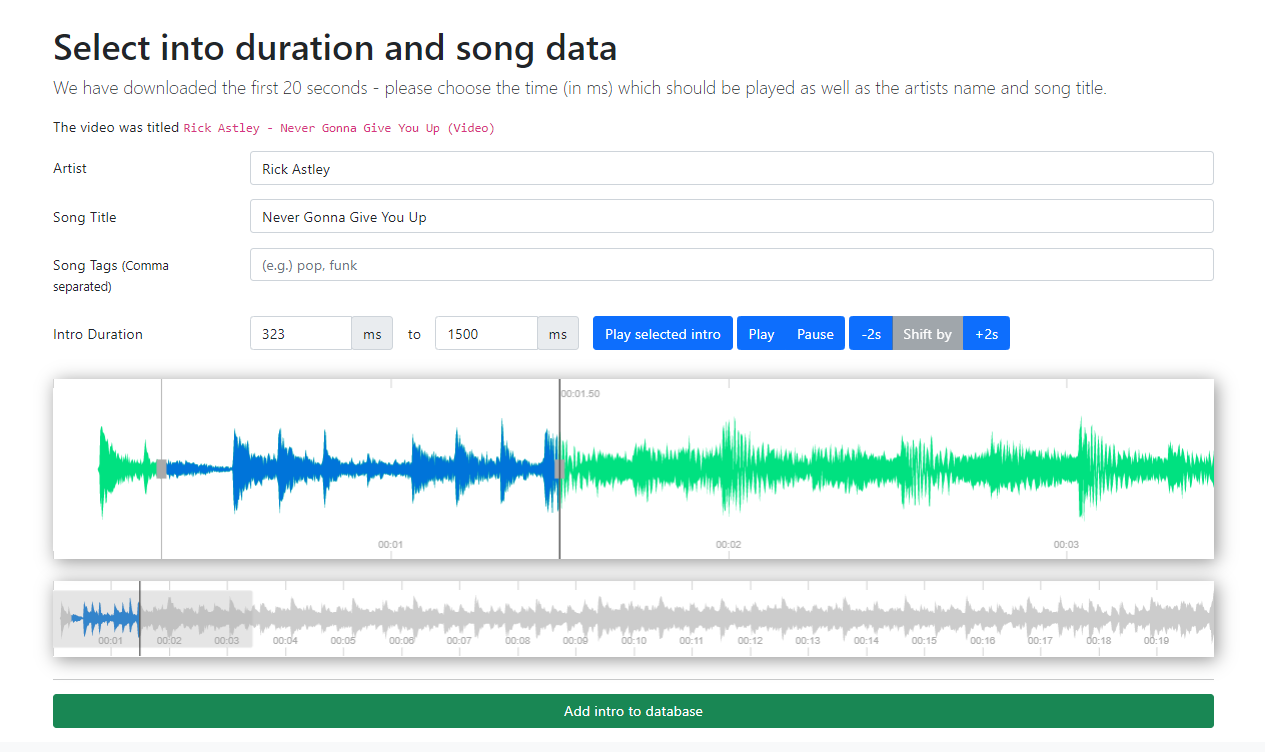 Select into duration and song data
We have downloaded the first 20 seconds - please choose the time (in ms) which should be played as well as the artists name and song title.
The video was titled Rick Astley - Never Gonna Give You Up (Video)
Artist Rick Astley
Song Title Never Gonna Give You Up
Song Tags (Comma separated) (e.g.) pop, funk
Intro Duration 323 ms to 1500 ms Play selected intro Play Pause -2s Shift by +2s
00:01.50
00:01 00:02 00:03
00:01 00:02 00:03 00:04 00:05 00:06 00:07 00:08 00:09 00:10 00:11 00:12 00:13 00:14 00:15 00:16 00:17 00:18 00:19
Add intro to database